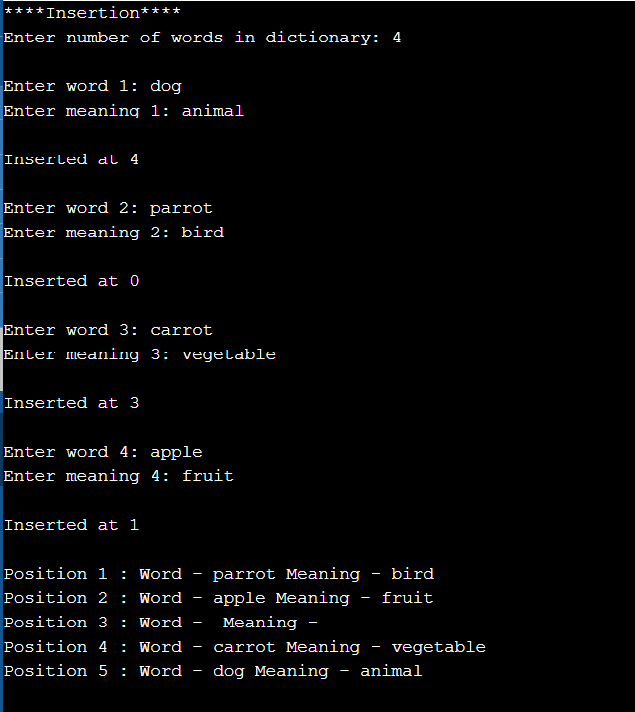 ****Insertion****
Enter number of words in dictionary: 4
Enter word 1: dog
Enter meaning 1: animal
Inserted at 4
Enter word 2: parrot
Enter meaning 2: bird
Inserted at 0
Enter word 3: carrot
Enter meaning 3: vegetable
Inserted at 3
Enter word 4: apple
Enter meaning 4: fruit
Inserted at 1
Position 1 : Word - parrot Meaning - bird
Position 2 : Word - apple Meaning - fruit
Position 3 : Word -  Meaning -
Position 4 : Word - carrot Meaning - vegetable
Position 5 : Word - dog Meaning - animal